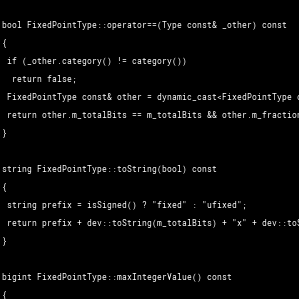 bool FixedPointType::operator==(Type const& _other) const
{
if (_other.category() != category())
return false;
FixedPointType const& other = dynamic_cast<FixedPointType
return other.m_totalBits == m_totalBits && other.m_fraction
}
string FixedPointType::toString(bool) const
{
string prefix = isSigned() ? "fixed" : "ufixed";
return prefix + dev::toString(m_totalBits) + "x" + dev::toS
}
bigint FixedPointType::maxIntegerValue() const
{